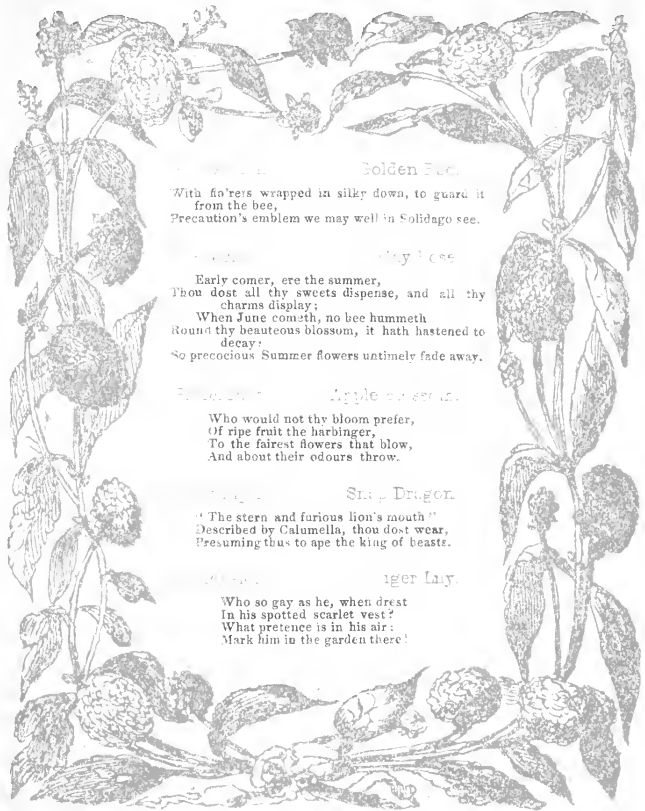 Golden
With flo'rers wrapped in silky down, to guard it
from the bee,
Precaution's emblem we may well in Solidago see.
Early comer, ere the summer,
Thou dost all thy sweets dispense, and all thy
charms display;
When June cometh, no bee hummeth
Round thy beauteous blossom, it hath hastened to
decay:
So precocious Summer flowers untimely fade away.
Apple
Who would not thy bloom prefer,
Of ripe fruit the harbinger,
To the fairest flowers that blow,
And about their odours throw.
Snap Dragon.
" The stern and furious lion's mouth "
Described by Calumella, thou dost wear,
Presuming thus to ape the king of beasts.
Lily.
Who so gay as he, when drest
In his spotted scarlet vest?
What pretence is in his air:
Mark him in the garden there!